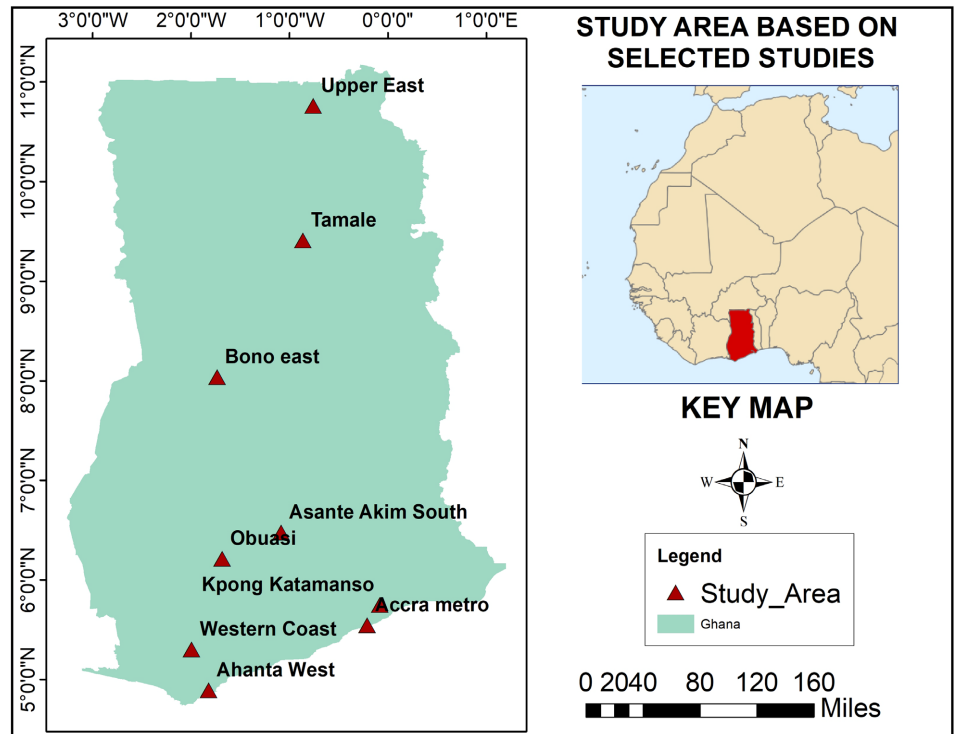 3°0'0"W 2°0'0"W 1°0'0"W 0°0'0" 1°0'0"E
11°0'0"N
10°0'0"N
9°0'0"N
8°0'0"N
7°0'0"N
6°0'0"N
5°0'0"N
Upper East
Tamale
Bono east
Asante Akim South
Obuasi
Kpong Katamanso
Accra metro
Western Coast
Ahanta West
STUDY AREA BASED ON
SELECTED STUDIES
KEY MAP
N
W E
S
Legend
Study_Area
Ghana
0 20 40 80 120 160
Miles